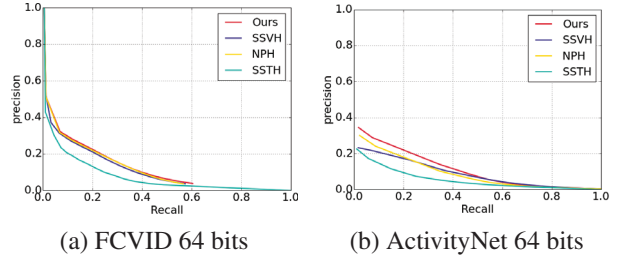 1.0
0.8
0.6
0.4
0.2
0.0
precision
0.0 0.2 0.4 0.6 0.8 1.0
Recall
Ours
SSVH
NPH
SSTH
(a) FCVID 64 bits
1.0
0.8
0.6
0.4
0.2
0.0
precision
0.0 0.2 0.4 0.6 0.8 1.0
Recall
Ours
SSVH
NPH
SSTH
(b) ActivityNet 64 bits